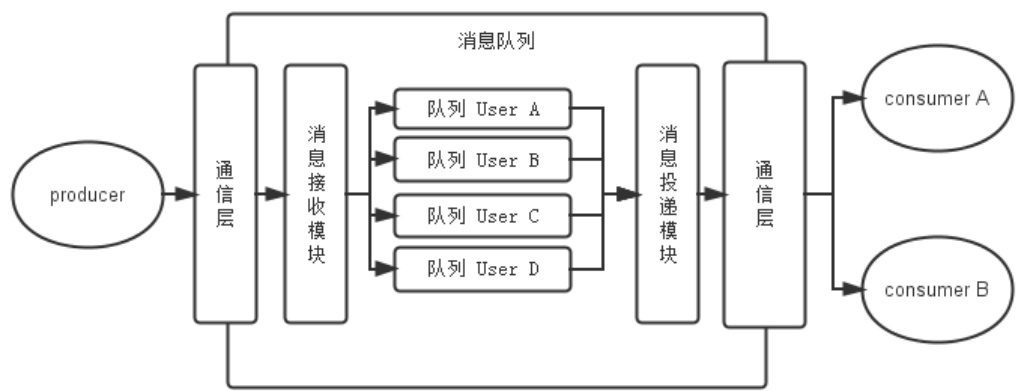 消息队列
producer
通信层
消息接收模块
队列 User A
队列 User B
队列 User C
队列 User D
消息投递模块
通信层
consumer A
consumer B